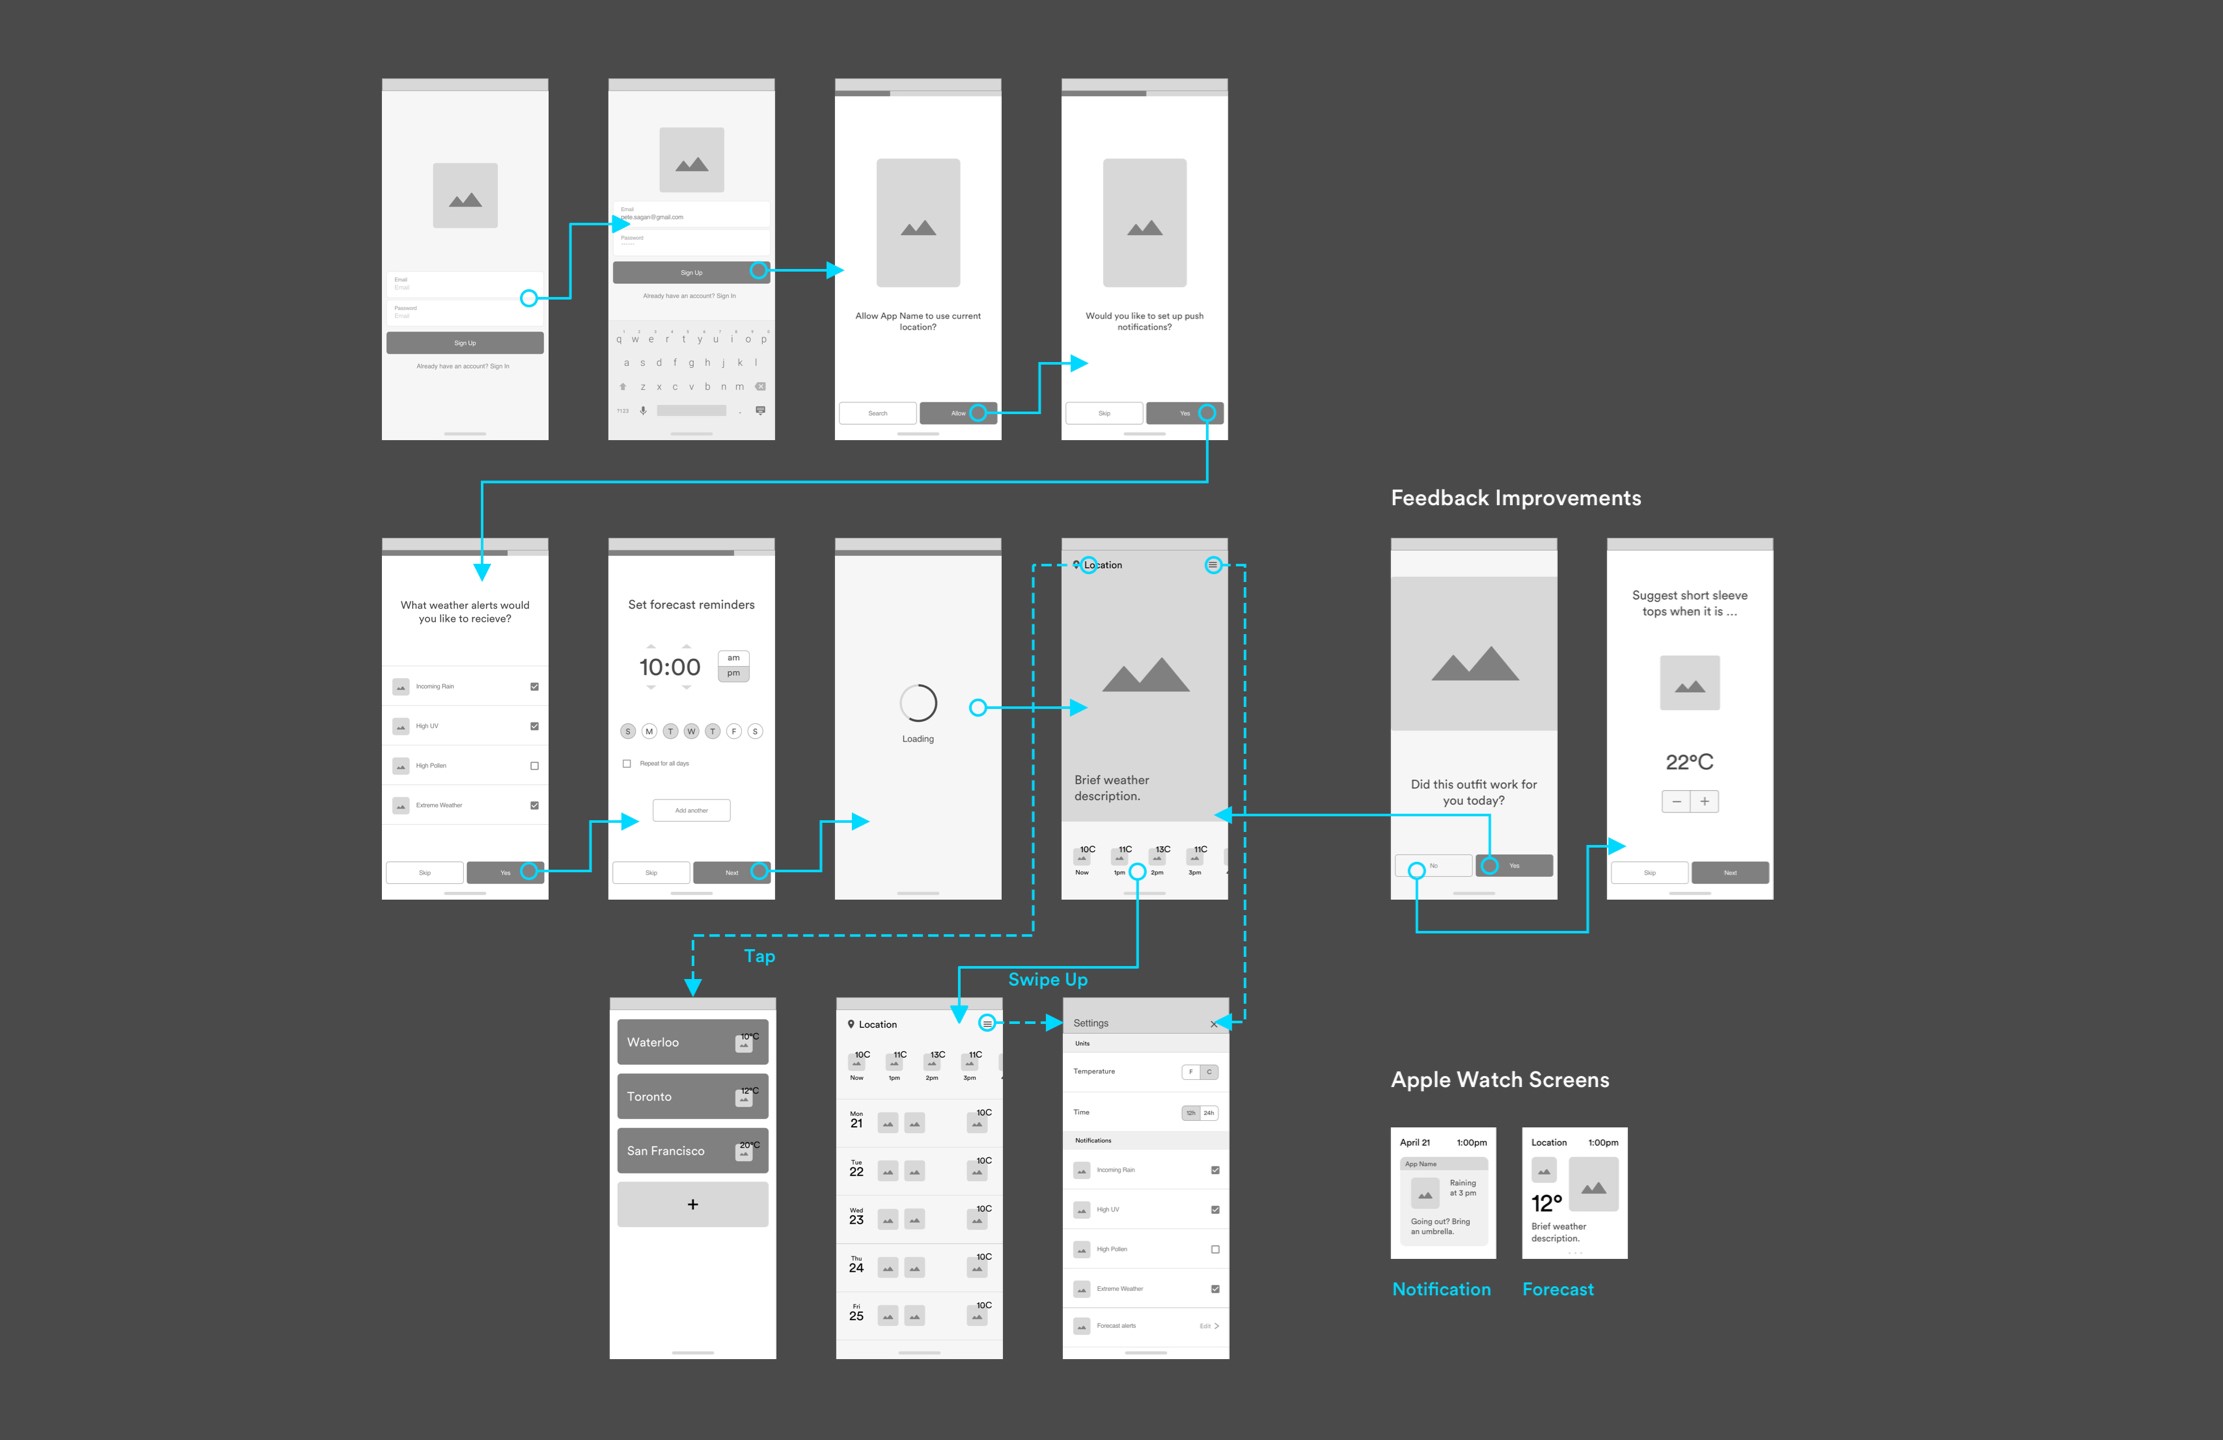 Email
Email
Password
Email
Sign Up
Already have an account? Sign In
Email
pete.sagan@gmail.com
Password
Sign Up
Already have an account? Sign In
1 2 3 4 5 6 7 8 9 0
q w e r t y u i o p
a s d f g h j k l
z x c v b n m
?123 .
Allow App Name to use current
location?
Search
Allow
Would you like to set up push
notifications?
Skip
Yes
What weather alerts would
you like to recieve?
Incoming Rain
High UV
High Pollen
Extreme Weather
Skip
Yes
Set forecast reminders
10:00
am
pm
S M T W T F S
Repeat for all days
Add another
Skip
Next
Loading
Location
Brief weather
description.
10C 11C 13C 11C
Now 1pm 2pm 3pm
Feedback Improvements
Did this outfit work for
you today?
No
Yes
Suggest short sleeve
tops when it is ...
22°C
− +
Skip
Next
Tap
Swipe Up
Waterloo
10°C
Toronto
12°C
San Francisco
20°C
+
Location
10C 11C 13C 11C
Now 1pm 2pm 3pm
Mon
21
10C
Tue
22
10C
Wed
23
10C
Thu
24
10C
Fri
25
10C
Settings
Units
Temperature
F C
Time
12h 24h
Notifications
Incoming Rain
High UV
High Pollen
Extreme Weather
Forecast alerts
Edit >
Apple Watch Screens
April 21 1:00pm
App Name
Raining
at 3 pm
Going out? Bring
an umbrella.
Notification
Location 1:00pm
12°
Brief weather
description.
Forecast